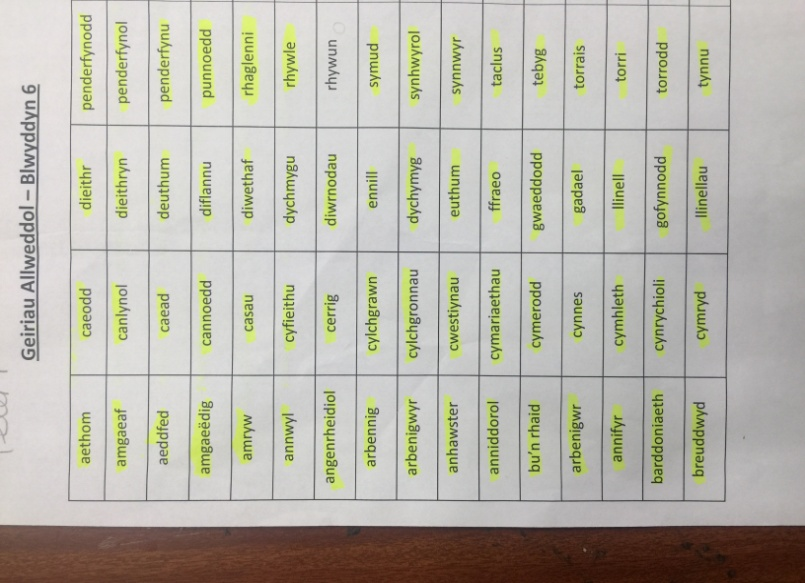 Geiriau Allweddol – Blwyddyn 6
aethom caeodd dieithr penderfynodd
amgaeaf canlynol dieithryn penderfynol
aeddfed caead deuthum penderfynu
amgaeëdig cannoedd diflannu punnoedd
amryw casau diwethaf rhaglenni
annwyl cyfieithu dychmygu rhywle
angenrheidiol cerrig diwrnodau rhywun
arbennig cylchgrawn ennill symud
arbenigwyr cylchgronnau dychymyg synhwyrol
anhawster cwestiynau euthum synnwyr
anniddorol cymariaethau ffraeo taclus
bu'n rhaid cymerodd gwaeddodd tebyg
arbenigwr cynnes gadael torrais
annifyr cymhleth llinell torri
barddoniaeth cynrychioli gofynnodd torrodd
breuddwyd cymryd llinellau tynnu